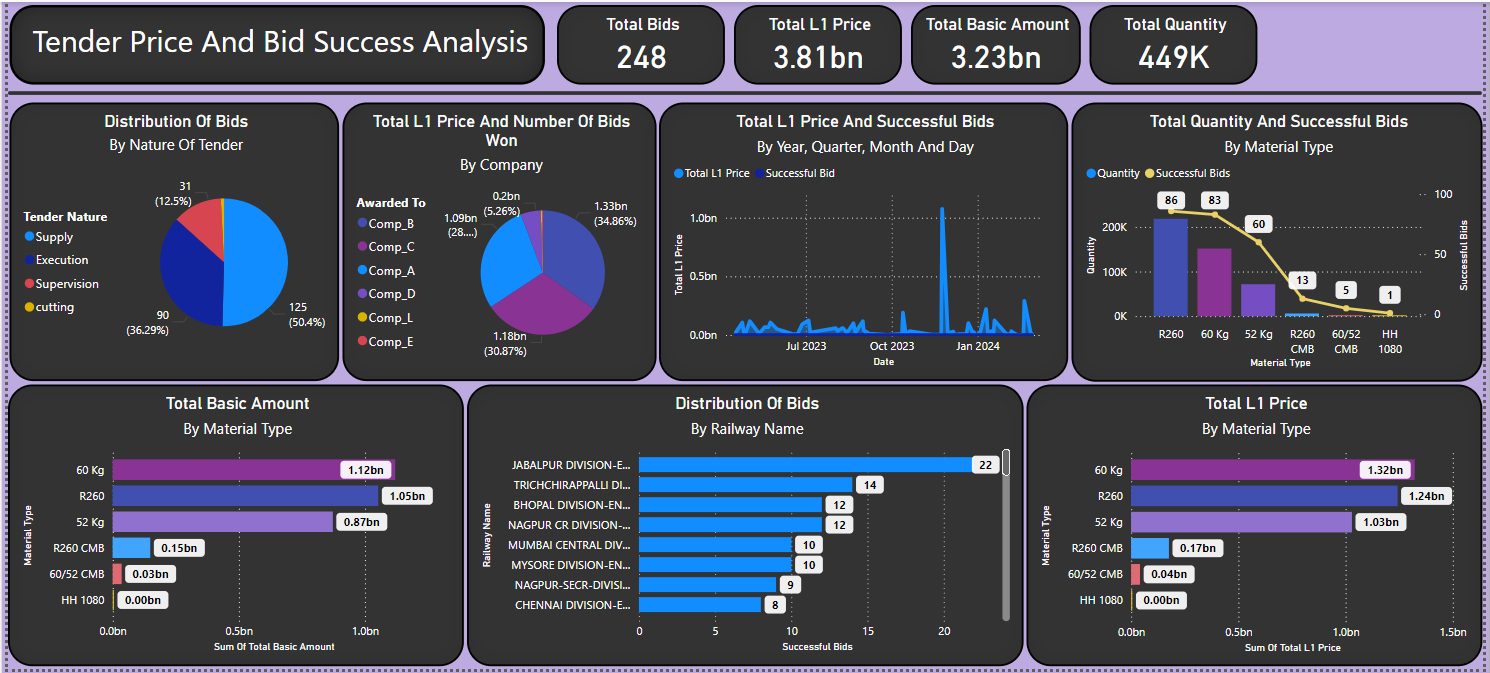 Tender Price And Bid Success Analysis
Total Bids
248
Total L1 Price
3.81bn
Total Basic Amount
3.23bn
Total Quantity
449K
Distribution Of Bids
By Nature Of Tender
Tender Nature
Supply
Execution
Supervision
cutting
31
(12.5%)
90
(36.29%)
125
(50.4%)
Total L1 Price And Number Of Bids
Won
By Company
Awarded To
Comp_B
Comp_C
Comp_A
Comp_D
Comp_L
Comp_E
0.2bn
(5.26%)
1.09bn
(28....)
1.33bn
(34.86%)
1.18bn
(30.87%)
Total L1 Price And Successful Bids
By Year, Quarter, Month And Day
Total L1 Price
Successful Bid
Total L1 Price
1.0bn
0.5bn
0.0bn
Jul 2023
Oct 2023
Jan 2024
Date
Total Quantity And Successful Bids
By Material Type
Quantity
Successful Bids
Quantity
200K
100K
0K
86
83
60
13
5
1
100
50
0
Successful Bids
R260
60 Kg
52 Kg
R260
CMB
60/52
CMB
HH
1080
Material Type
Total Basic Amount
By Material Type
Material Type
60 Kg
1.12bn
R260
1.05bn
52 Kg
0.87bn
R260 CMB
0.15bn
60/52 CMB
0.03bn
HH 1080
0.00bn
0.0bn
0.5bn
1.0bn
Sum Of Total Basic Amount
Distribution Of Bids
By Railway Name
Railway Name
JABALPUR DIVISION-E...
22
TRICHCHIRAPPALLI DI...
14
BHOPAL DIVISION-EN...
12
NAGPUR CR DIVISION-...
12
MUMBAI CENTRAL DIV...
10
MYSORE DIVISION-EN...
10
NAGPUR-SECR-DIVISI...
9
CHENNAI DIVISION-E...
8
0
5
10
15
20
Successful Bids
Total L1 Price
By Material Type
Material Type
60 Kg
1.32bn
R260
1.24bn
52 Kg
1.03bn
R260 CMB
0.17bn
60/52 CMB
0.04bn
HH 1080
0.00bn
0.0bn
0.5bn
1.0bn
1.5bn
Sum Of Total L1 Price